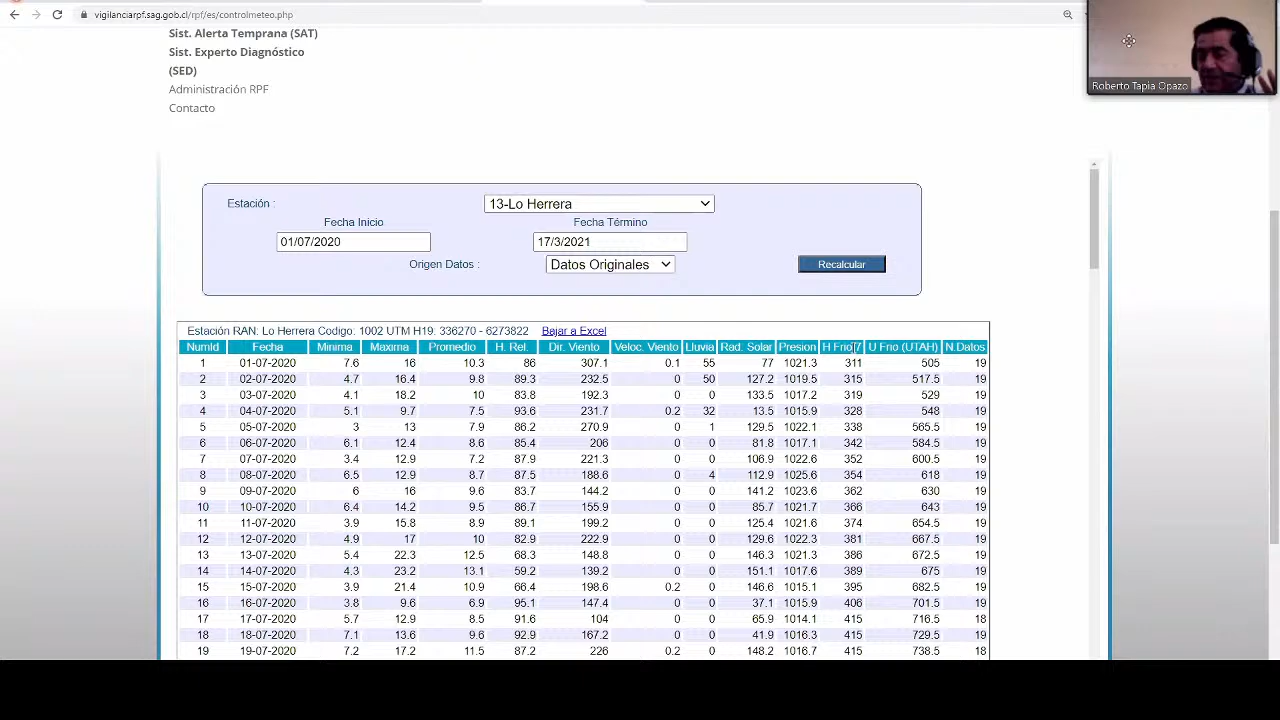 vigilanciarpf.sag.gob.cl/rpf/es/controlmeteo.php
Sist. Alerta Temprana (SAT)
Sist. Experto Diagnóstico
(SED)
Administración RPF
Contacto
Roberto Tapia Opazo
Estación : 13-Lo Herrera
Fecha Inicio Fecha Término
01/07/2020 17/3/2021
Origen Datos : Datos Originales Recalcular
Estación RAN: Lo Herrera Codigo: 1002 UTM H19: 336270 - 6273822 Bajar a Excel
NumId Fecha Minima Maxima Promedio H. Rel. Dir. Viento Veloc. Viento Lluvia Rad. Solar Presion H Frio 7 U Frio (UTAH) N.Datos
1 01-07-2020 7.6 16 10.3 86 307.1 0.1 55 77 1021.3 311 505 19
2 02-07-2020 4.7 16.4 9.8 89.3 232.5 0 50 127.2 1019.5 315 517.5 19
3 03-07-2020 4.1 18.2 10 83.8 192.3 0 0 133.5 1017.2 319 529 19
4 04-07-2020 5.1 9.7 7.5 93.6 231.7 0.2 32 13.5 1015.9 328 548 19
5 05-07-2020 3 13 7.9 86.2 270.9 0 1 129.5 1022.1 338 565.5 19
6 06-07-2020 6.1 12.4 8.6 85.4 206 0 0 81.8 1017.1 342 584.5 19
7 07-07-2020 3.4 12.9 7.2 87.9 221.3 0 0 106.9 1022.6 352 600.5 19
8 08-07-2020 6.5 12.9 8.7 87.5 188.6 0 4 112.9 1025.6 354 618 19
9 09-07-2020 6 16 9.6 83.7 144.2 0 0 141.2 1023.6 362 630 19
10 10-07-2020 6.4 14.2 9.5 86.7 155.9 0 0 85.7 1021.7 366 643 19
11 11-07-2020 3.9 15.8 8.9 89.1 199.2 0 0 125.4 1021.6 374 654.5 19
12 12-07-2020 4.9 17 10 82.9 222.9 0 0 129.6 1022.3 381 667.5 19
13 13-07-2020 5.4 22.3 12.5 68.3 148.8 0 0 146.3 1021.3 386 672.5 19
14 14-07-2020 4.3 23.2 13.1 59.2 139.2 0 0 151.1 1017.6 389 675 19
15 15-07-2020 3.9 21.4 10.9 66.4 198.6 0.2 0 146.6 1015.1 395 682.5 19
16 16-07-2020 3.8 9.6 6.9 95.1 147.4 0 0 37.1 1015.9 406 701.5 19
17 17-07-2020 5.7 12.9 8.5 91.6 104 0 0 65.9 1014.1 415 716.5 18
18 18-07-2020 7.1 13.6 9.6 92.9 167.2 0 0 41.9 1016.3 415 729.5 19
19 19-07-2020 7.2 17.2 11.5 87.2 226 0.2 0 148.2 1016.7 415 738.5 18